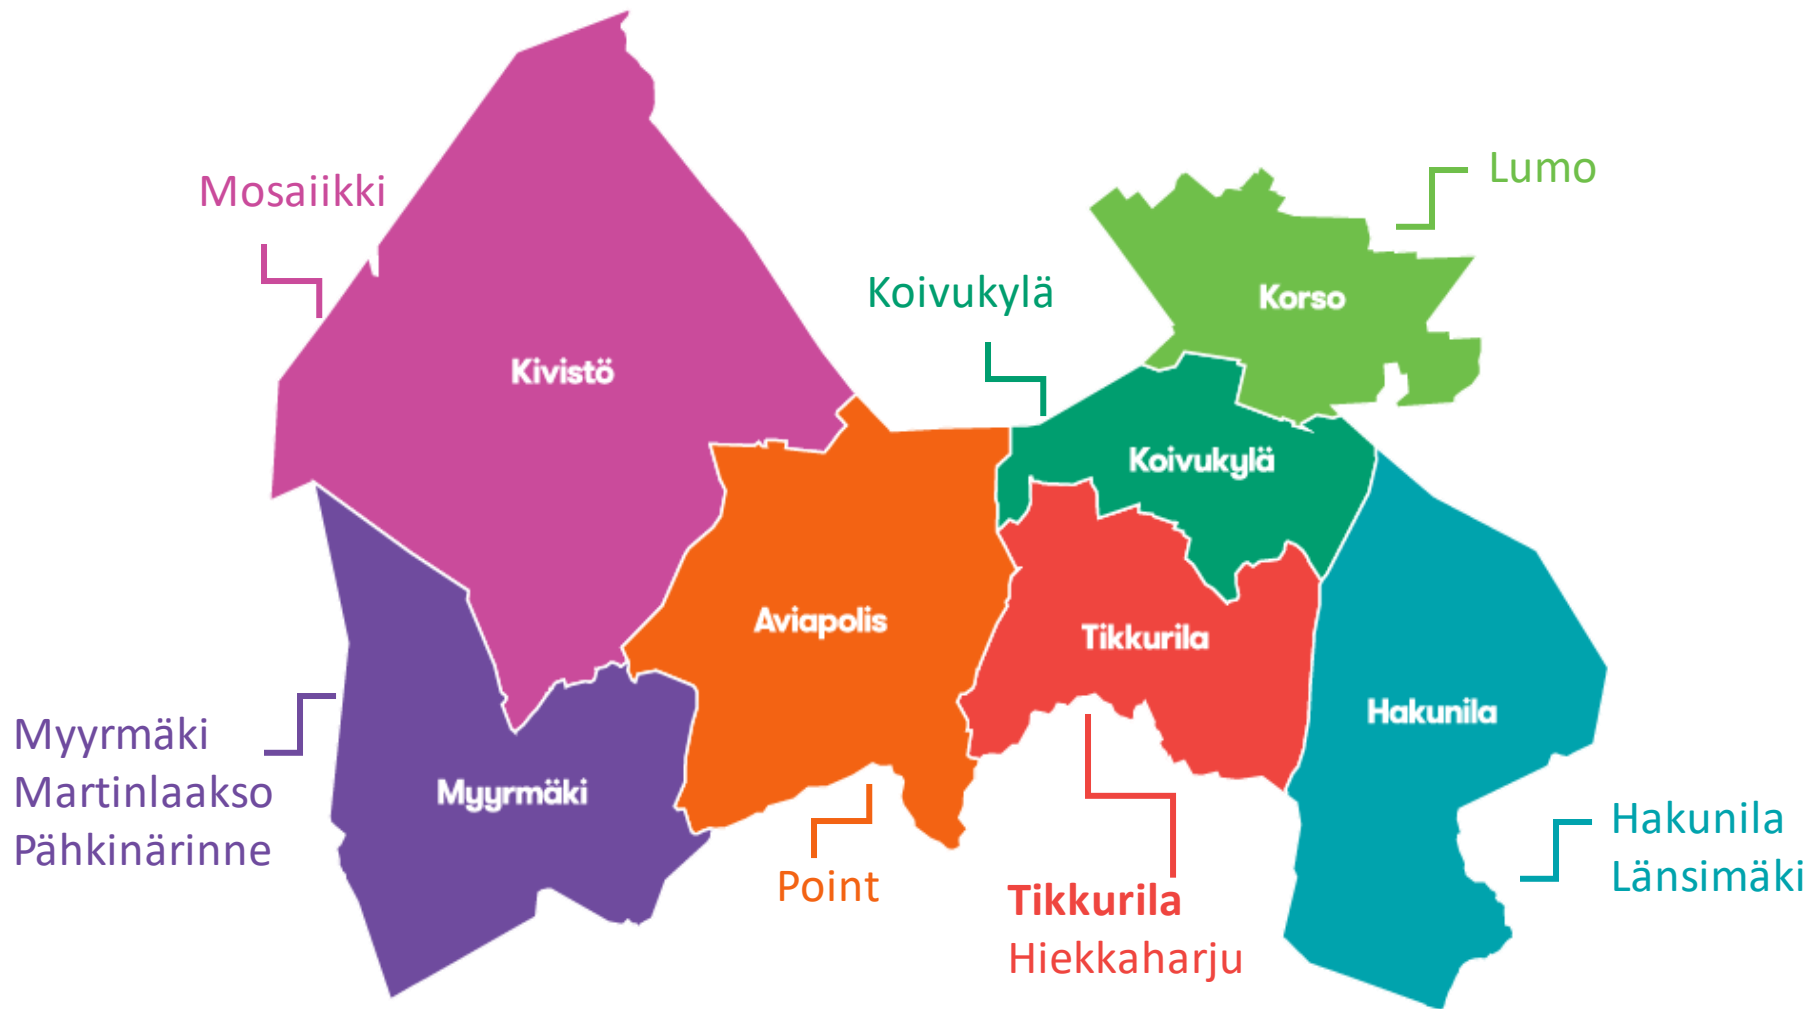 Mosaiikki
Lumo
Koivukylä
Korso
Kivistö
Koivukylä
Aviapolis
Tikkurila
Hakunila
Myyrmäki
Martinlaakso
Pähkinärinne
Myyrmäki
Point
Tikkurila
Hiekkaharju
Hakunila
Länsimäki